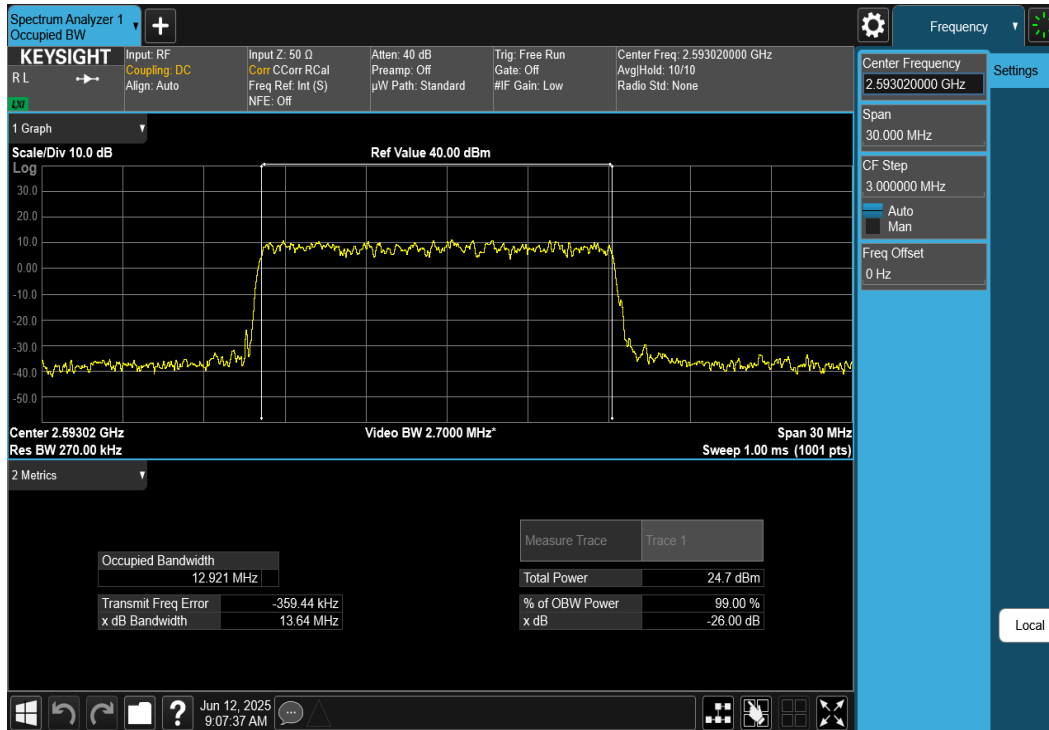 Spectrum Analyzer 1
Occupied BW
Frequency
KEYSIGHT
R L
LXI
Input: RF
Coupling: DC
Align: Auto
Input Z: 50 Ω
Corr CCorr RCal
Freq Ref: Int (S)
NFE: Off
Atten: 40 dB
Preamp: Off
µW Path: Standard
Trig: Free Run
Gate: Off
#IF Gain: Low
Center Freq: 2.593020000 GHz
Avg|Hold: 10/10
Radio Std: None
Center Frequency
2.593020000 GHz
Settings
Span
30.000 MHz
CF Step
3.000000 MHz
Auto
Man
Freq Offset
0 Hz
Local
1 Graph
Scale/Div 10.0 dB
Ref Value 40.00 dBm
Log
30.0
20.0
10.0
0.00
-10.0
-20.0
-30.0
-40.0
-50.0
Center 2.59302 GHz
Video BW 2.7000 MHz*
Span 30 MHz
Res BW 270.00 kHz
Sweep 1.00 ms (1001 pts)
2 Metrics
Measure Trace
Trace 1
Occupied Bandwidth
12.921 MHz
Total Power
24.7 dBm
Transmit Freq Error
-359.44 kHz
% of OBW Power
99.00 %
x dB Bandwidth
13.64 MHz
x dB
-26.00 dB
?
Jun 12, 2025
9:07:37 AM